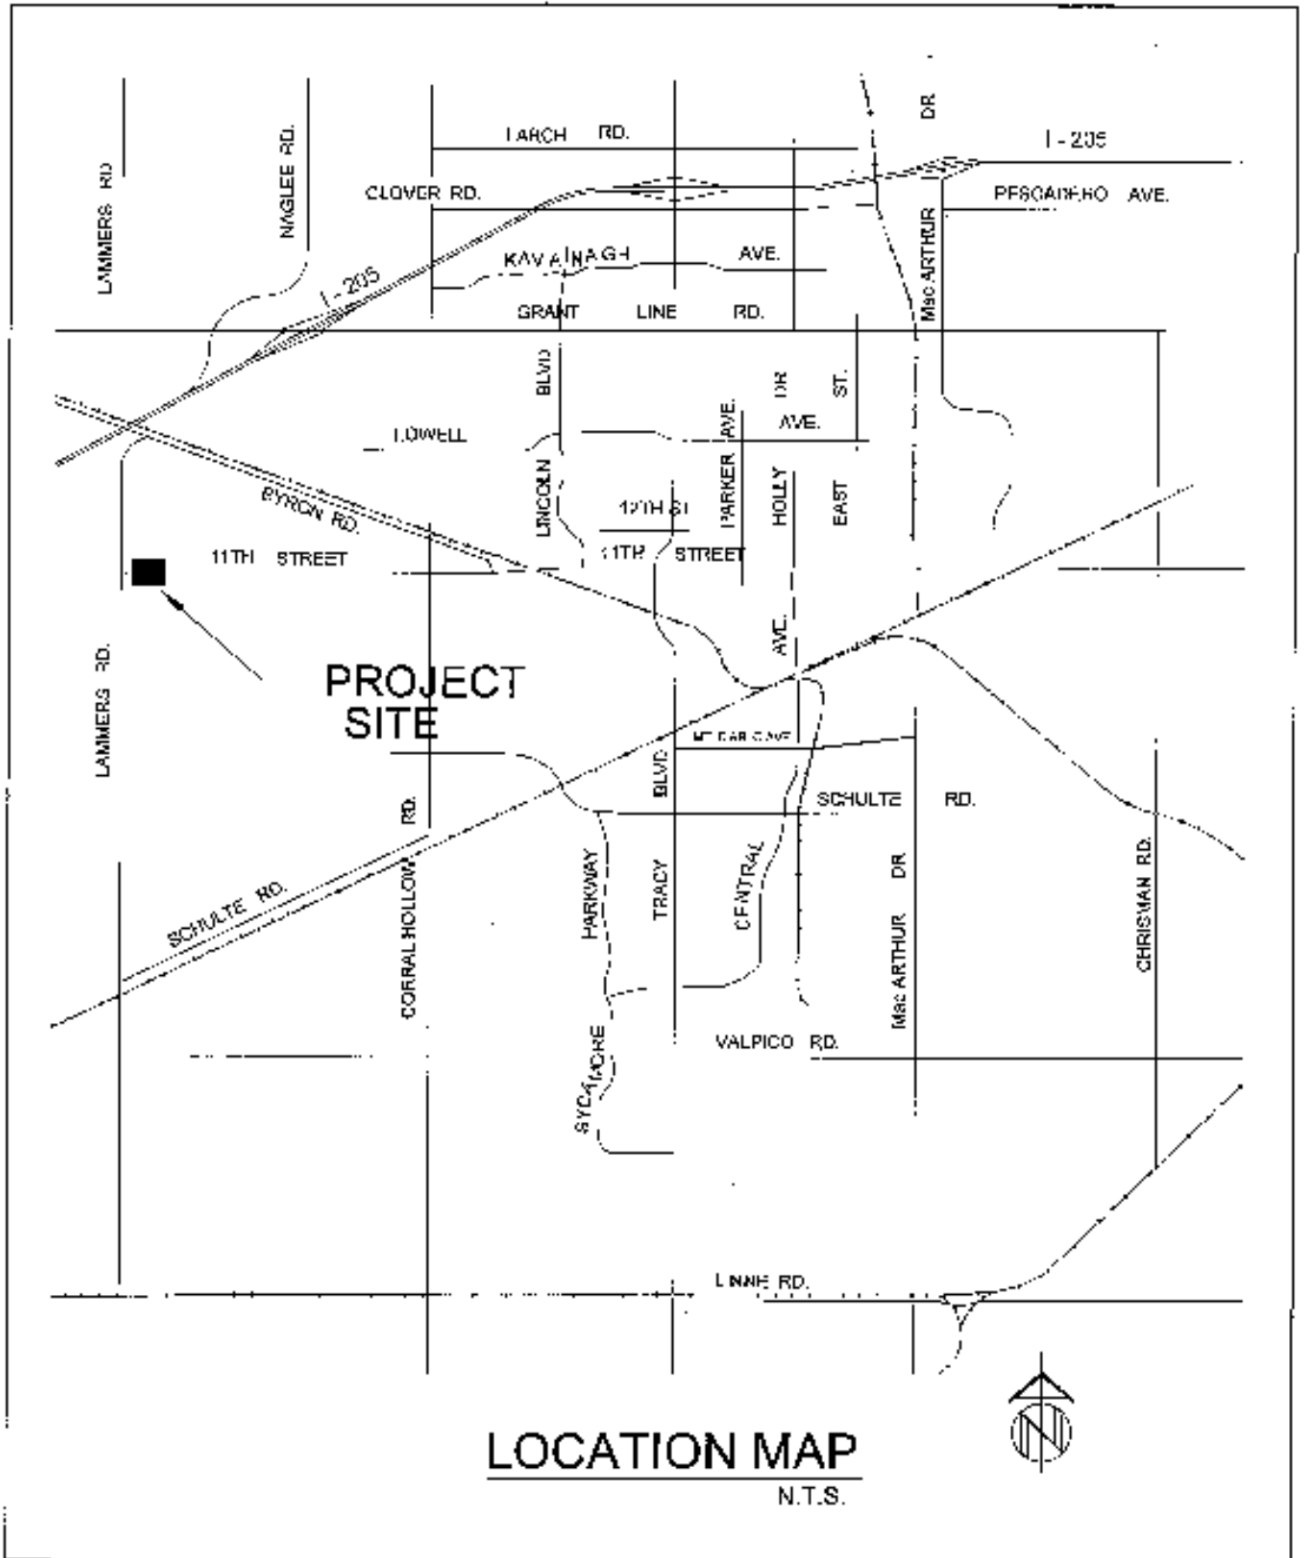 LARCH RD.
DR
I-205
LAMMERS RD
NAGLEE RD.
CLOVER RD.
PESCADERO AVE.
Mac ARTHUR
KAVANAGH AVE.
I-205
GRANT LINE RD.
BLVD
DR
ST.
PARKER AVE.
AVE.
LOWELL
LINCOLN
HOLLY
EAST
BYRON RD.
12TH ST
11TH STREET
11TH STREET
AVE.
LAMMERS RD.
PROJECT
SITE
BLVD
SCHULTE RD.
RD.
CORRAL HOLLOW
PARKWAY
TRACY
CENTRAL
DR
Mac ARTHUR
CHRISMAN RD.
SCHULTE RD.
SYCAMORE
VALPICO RD.
LINNE RD.
N
LOCATION MAP
N.T.S.